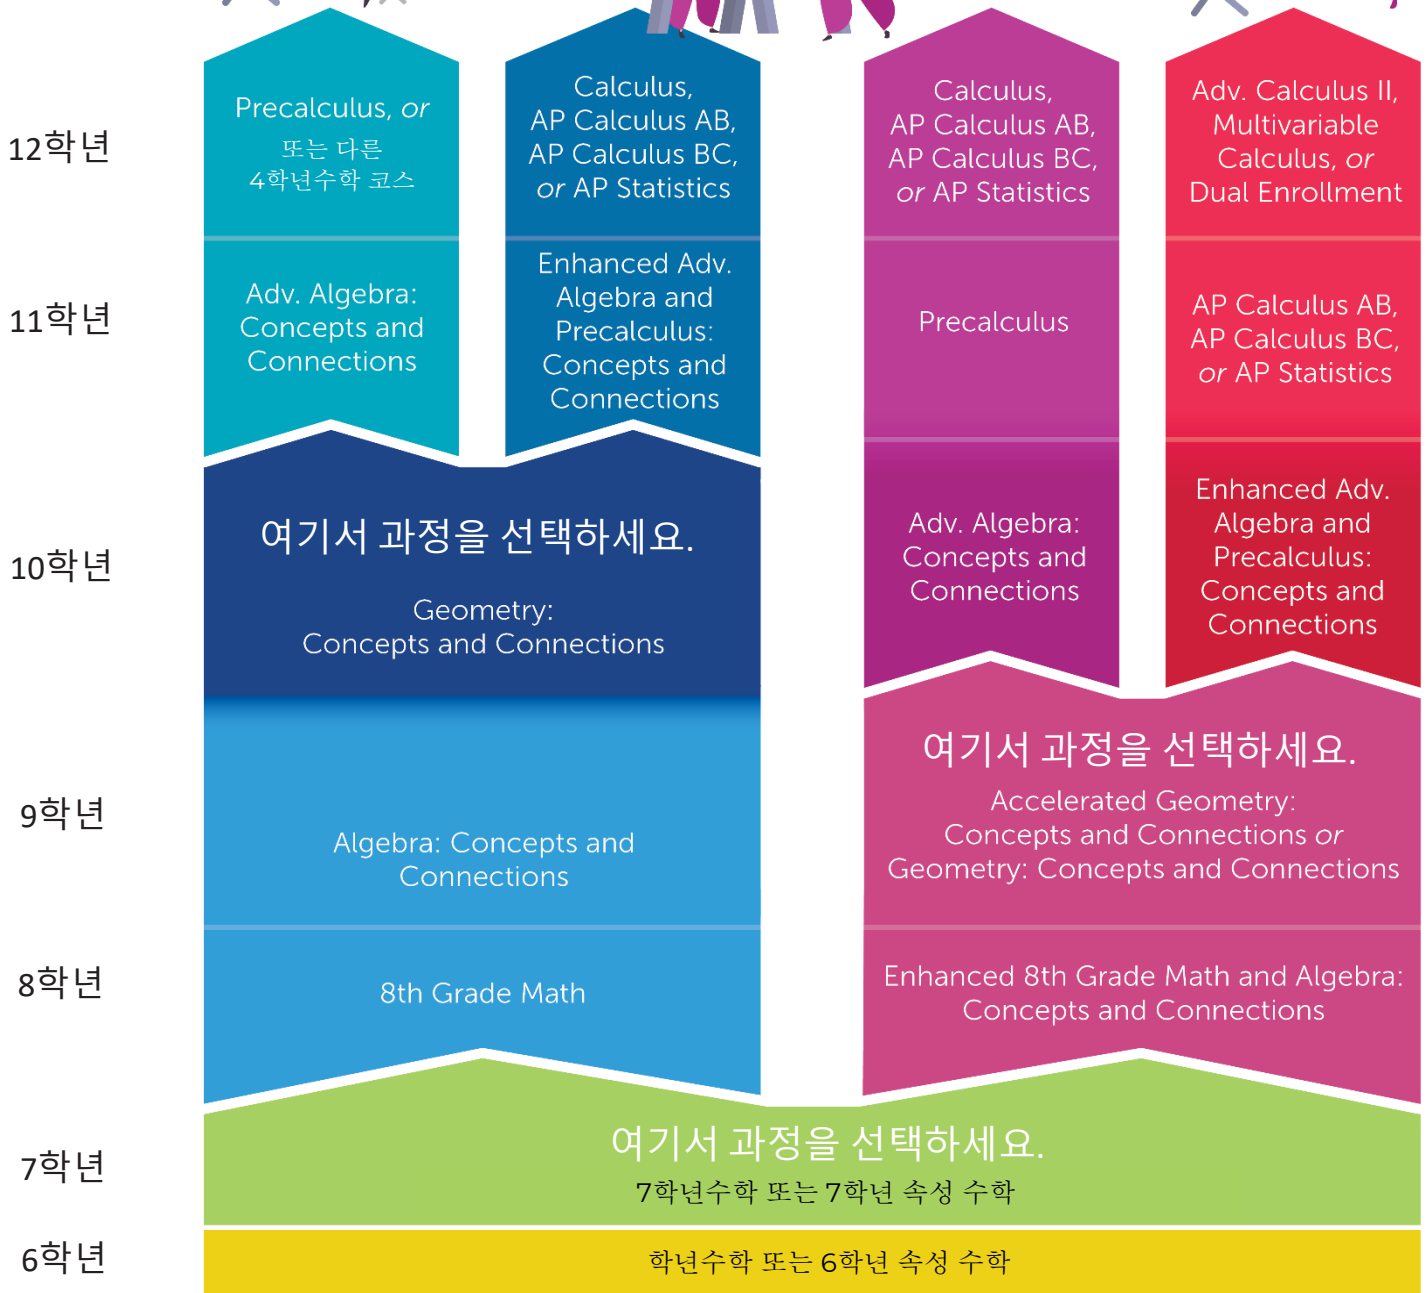 12학년
Precalculus, or
또는 다른
4학년수학 코스
Calculus,
AP Calculus AB,
AP Calculus BC,
or AP Statistics
Calculus,
AP Calculus AB,
AP Calculus BC,
or AP Statistics
Adv. Calculus II,
Multivariable
Calculus, or
Dual Enrollment
11학년
Adv. Algebra:
Concepts and
Connections
Enhanced Adv.
Algebra and
Precalculus:
Concepts and
Connections
Precalculus
AP Calculus AB,
AP Calculus BC,
or AP Statistics
10학년
여기서 과정을 선택하세요.
Geometry:
Concepts and Connections
Adv. Algebra:
Concepts and
Connections
Enhanced Adv.
Algebra and
Precalculus:
Concepts and
Connections
9학년
Algebra: Concepts and
Connections
여기서 과정을 선택하세요.
Accelerated Geometry:
Concepts and Connections or
Geometry: Concepts and Connections
8학년
8th Grade Math
Enhanced 8th Grade Math and Algebra:
Concepts and Connections
7학년
여기서 과정을 선택하세요.
7학년수학 또는 7학년 속성 수학
6학년
학년수학 또는 6학년 속성 수학